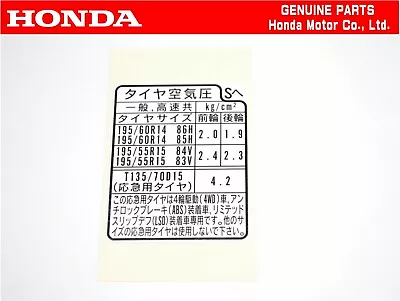 HONDA
GENUINE PARTS
Honda Motor Co., Ltd.
タイヤ空気圧 Sへ
一般,高速共 kg/cm²
タイヤサイズ 前輪 後輪
195/60R14 86H
195/60R14 85H
2.0 1.9
195/55R15 84V
195/55R15 83V
2.4 2.3
T135/70D15
(応急用タイヤ)
4.2
この応急用タイヤは4輪駆動(4WD)車,アン
チロックブレーキ(ABS)装着車,リミテッド
スリップデフ(LSD)装着車専用です。他のサ
イズの応急用タイヤは使用しないで下さい。